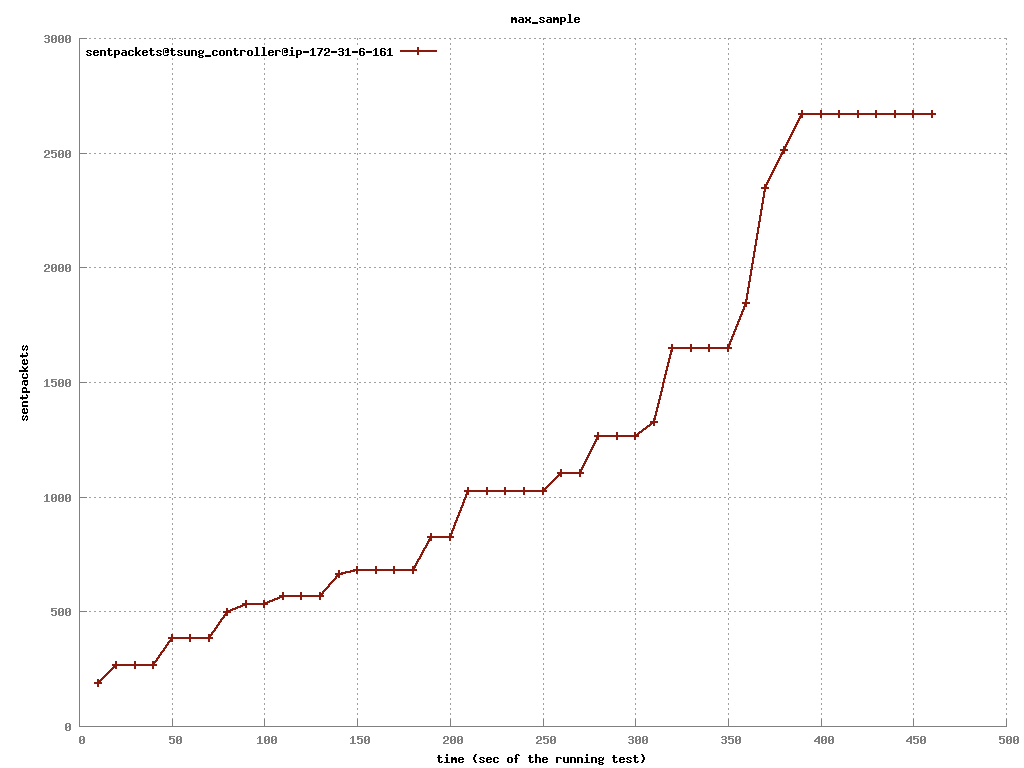 max_sample
3000
sentpackets@tsung_controller@ip-172-31-6-161
2500
2000
1500
1000
500
0
sentpackets
0 50 100 150 200 250 300 350 400 450 500
time (sec of the running test)